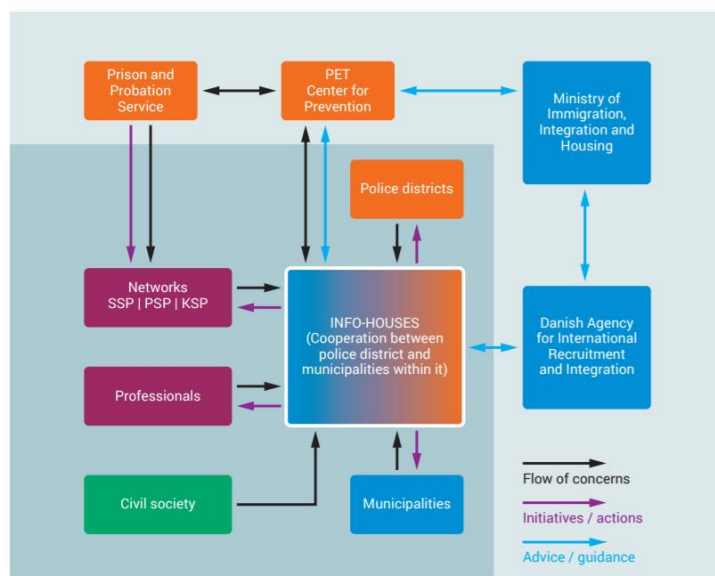 Prison and
Probation
Service
PET
Center for
Prevention
Ministry of
Immigration,
Integration and
Housing
Police districts
Networks
SSP | PSP | KSP
INFO-HOUSES
(Cooperation between
police district and
municipalities within it)
Danish Agency
for International
Recruitment
and Integration
Professionals
Civil society
Municipalities
Flow of concerns
Initiatives / actions
Advice / guidance